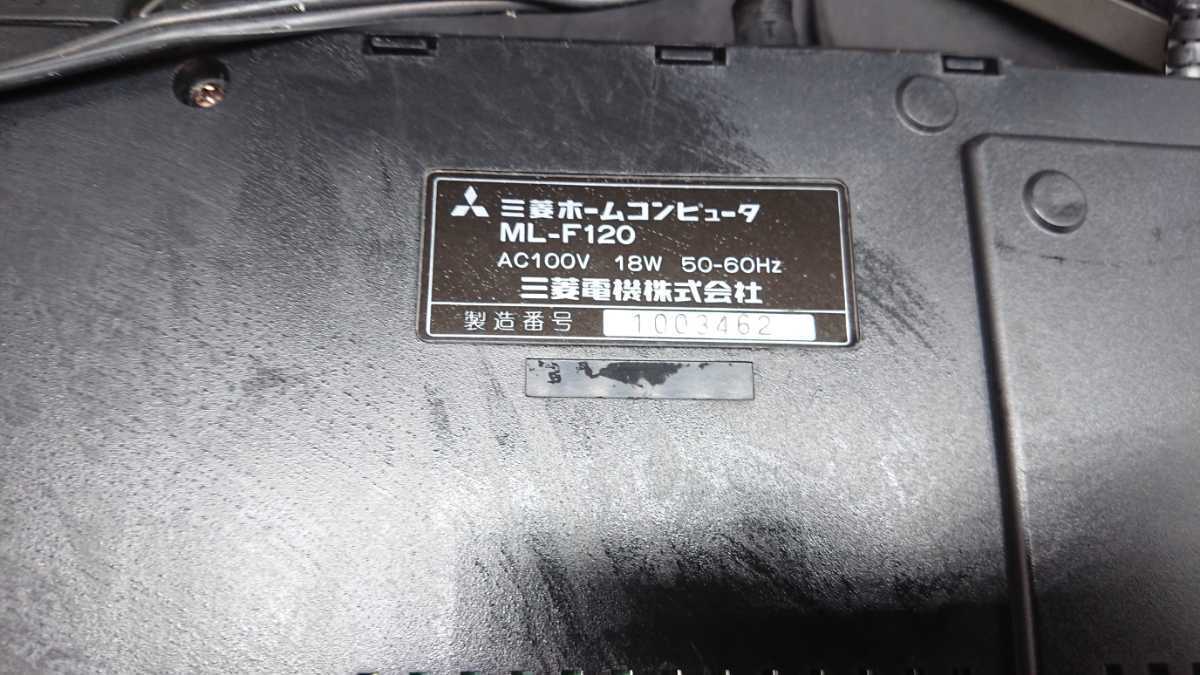 三菱ホームコンピュータ
ML-F120
AC100V 18W 50-60Hz
三菱電機株式会社
製造番号 1003462